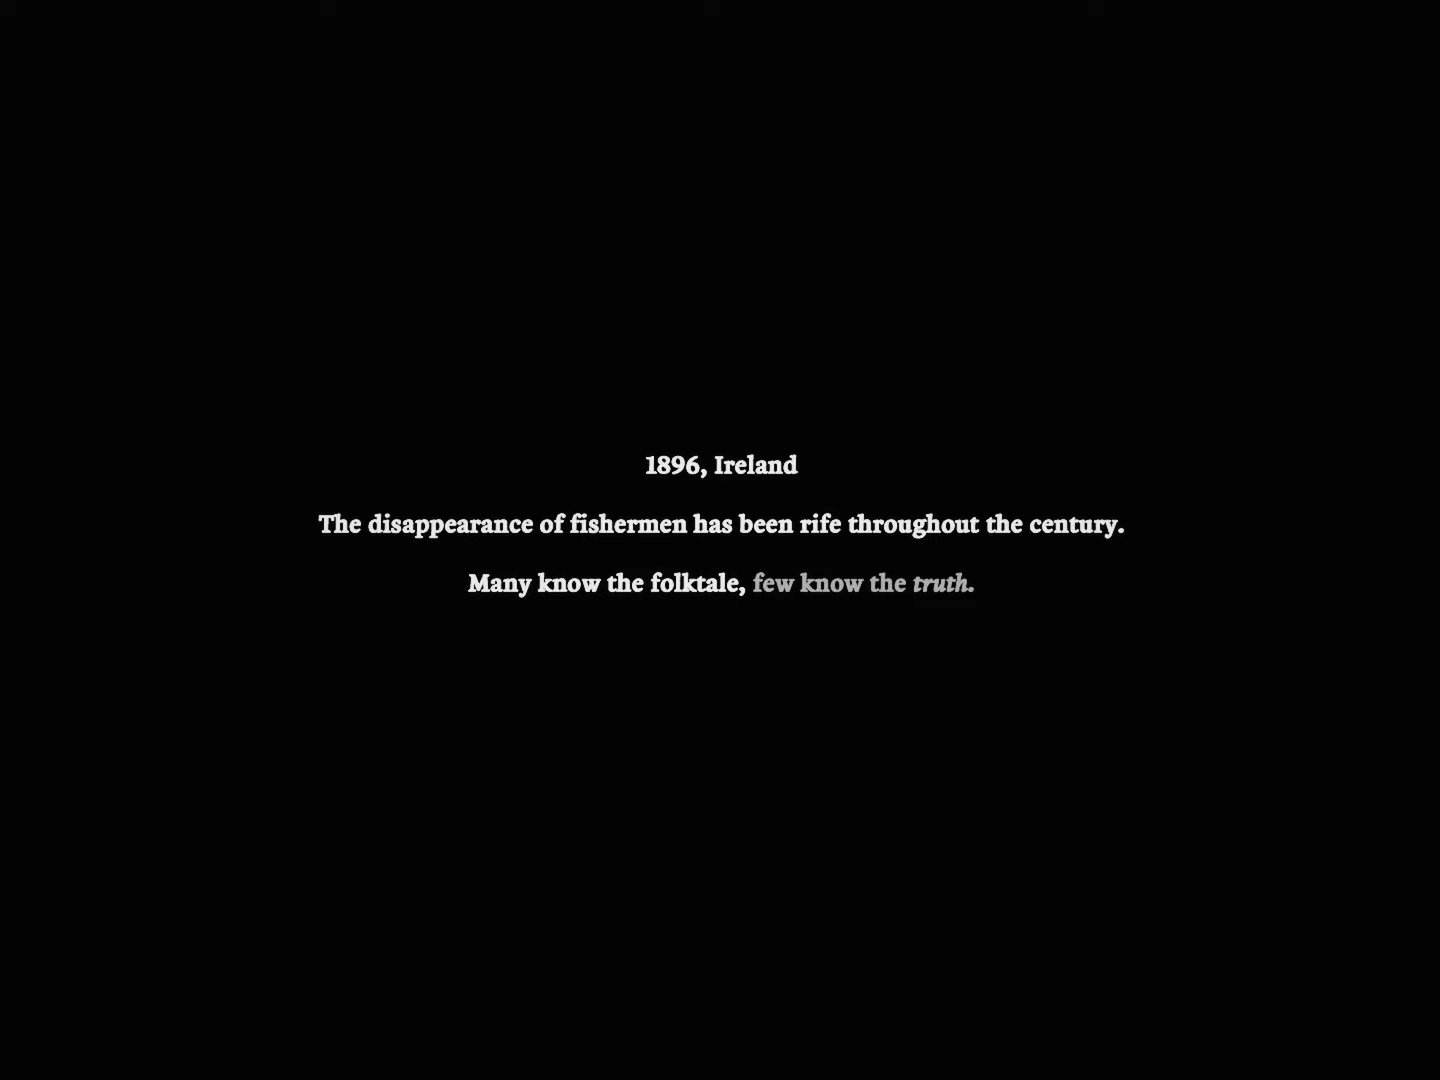 1896, Ireland
The disappearance of fishermen has been rife throughout the century.
Many know the folktale, few know the truth.